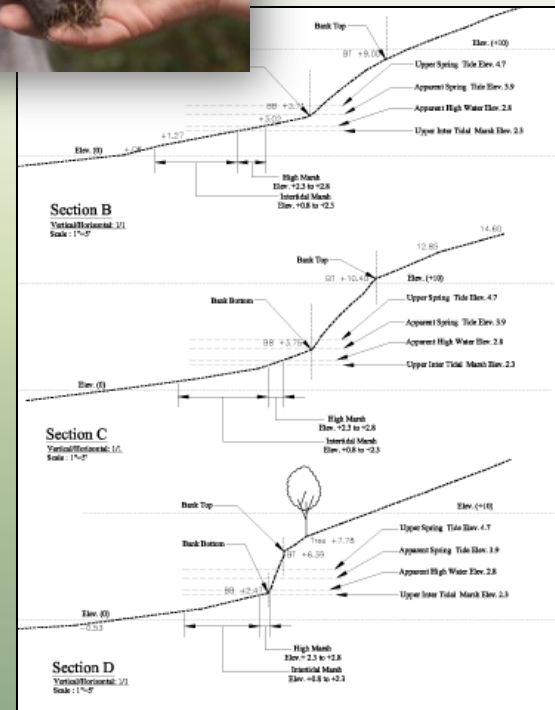 Bank Top
BT +9.00
Elev. (+10)
Upper Spring Tide Elev. 4.7
Apparent Spring Tide Elev. 3.9
Apparent High Water Elev. 2.8
Upper Inter Tidal Marsh Elev. 2.3
+3.02
+1.27
Elev. (0)
High Marsh
Elev. +2.3 to +2.8
Intertidal Marsh
Elev. +0.8 to +2.3
Section B
Vertical/Horizontal: 1/1
Scale : 1"=5'
14.60
12.85
Bank Top
BT +10.40
Elev. (+10)
Upper Spring Tide Elev. 4.7
Bank Bottom
Apparent Spring Tide Elev. 3.9
Apparent High Water Elev. 2.8
BB +3.75
Upper Inter Tidal Marsh Elev. 2.3
Elev. (0)
High Marsh
Elev. +2.3 to +2.8
Intertidal Marsh
Elev. +0.8 to +2.3
Section C
Vertical/Horizontal: 1/1
Scale : 1"=5'
Bank Top
Elev. (+10)
Upper Spring Tide Elev. 4.7
Tree +7.78
Bank Bottom
BT +6.39
Apparent Spring Tide Elev. 3.9
Apparent High Water Elev. 2.8
Upper Inter Tidal Marsh Elev. 2.3
Elev. (0)
-0.53
High Marsh
Elev.+ 2.3 to +2.8
Intertidal Marsh
Elev. +0.8 to +2.3
Section D
Vertical/Horizontal: 1/1
Scale : 1"=5'